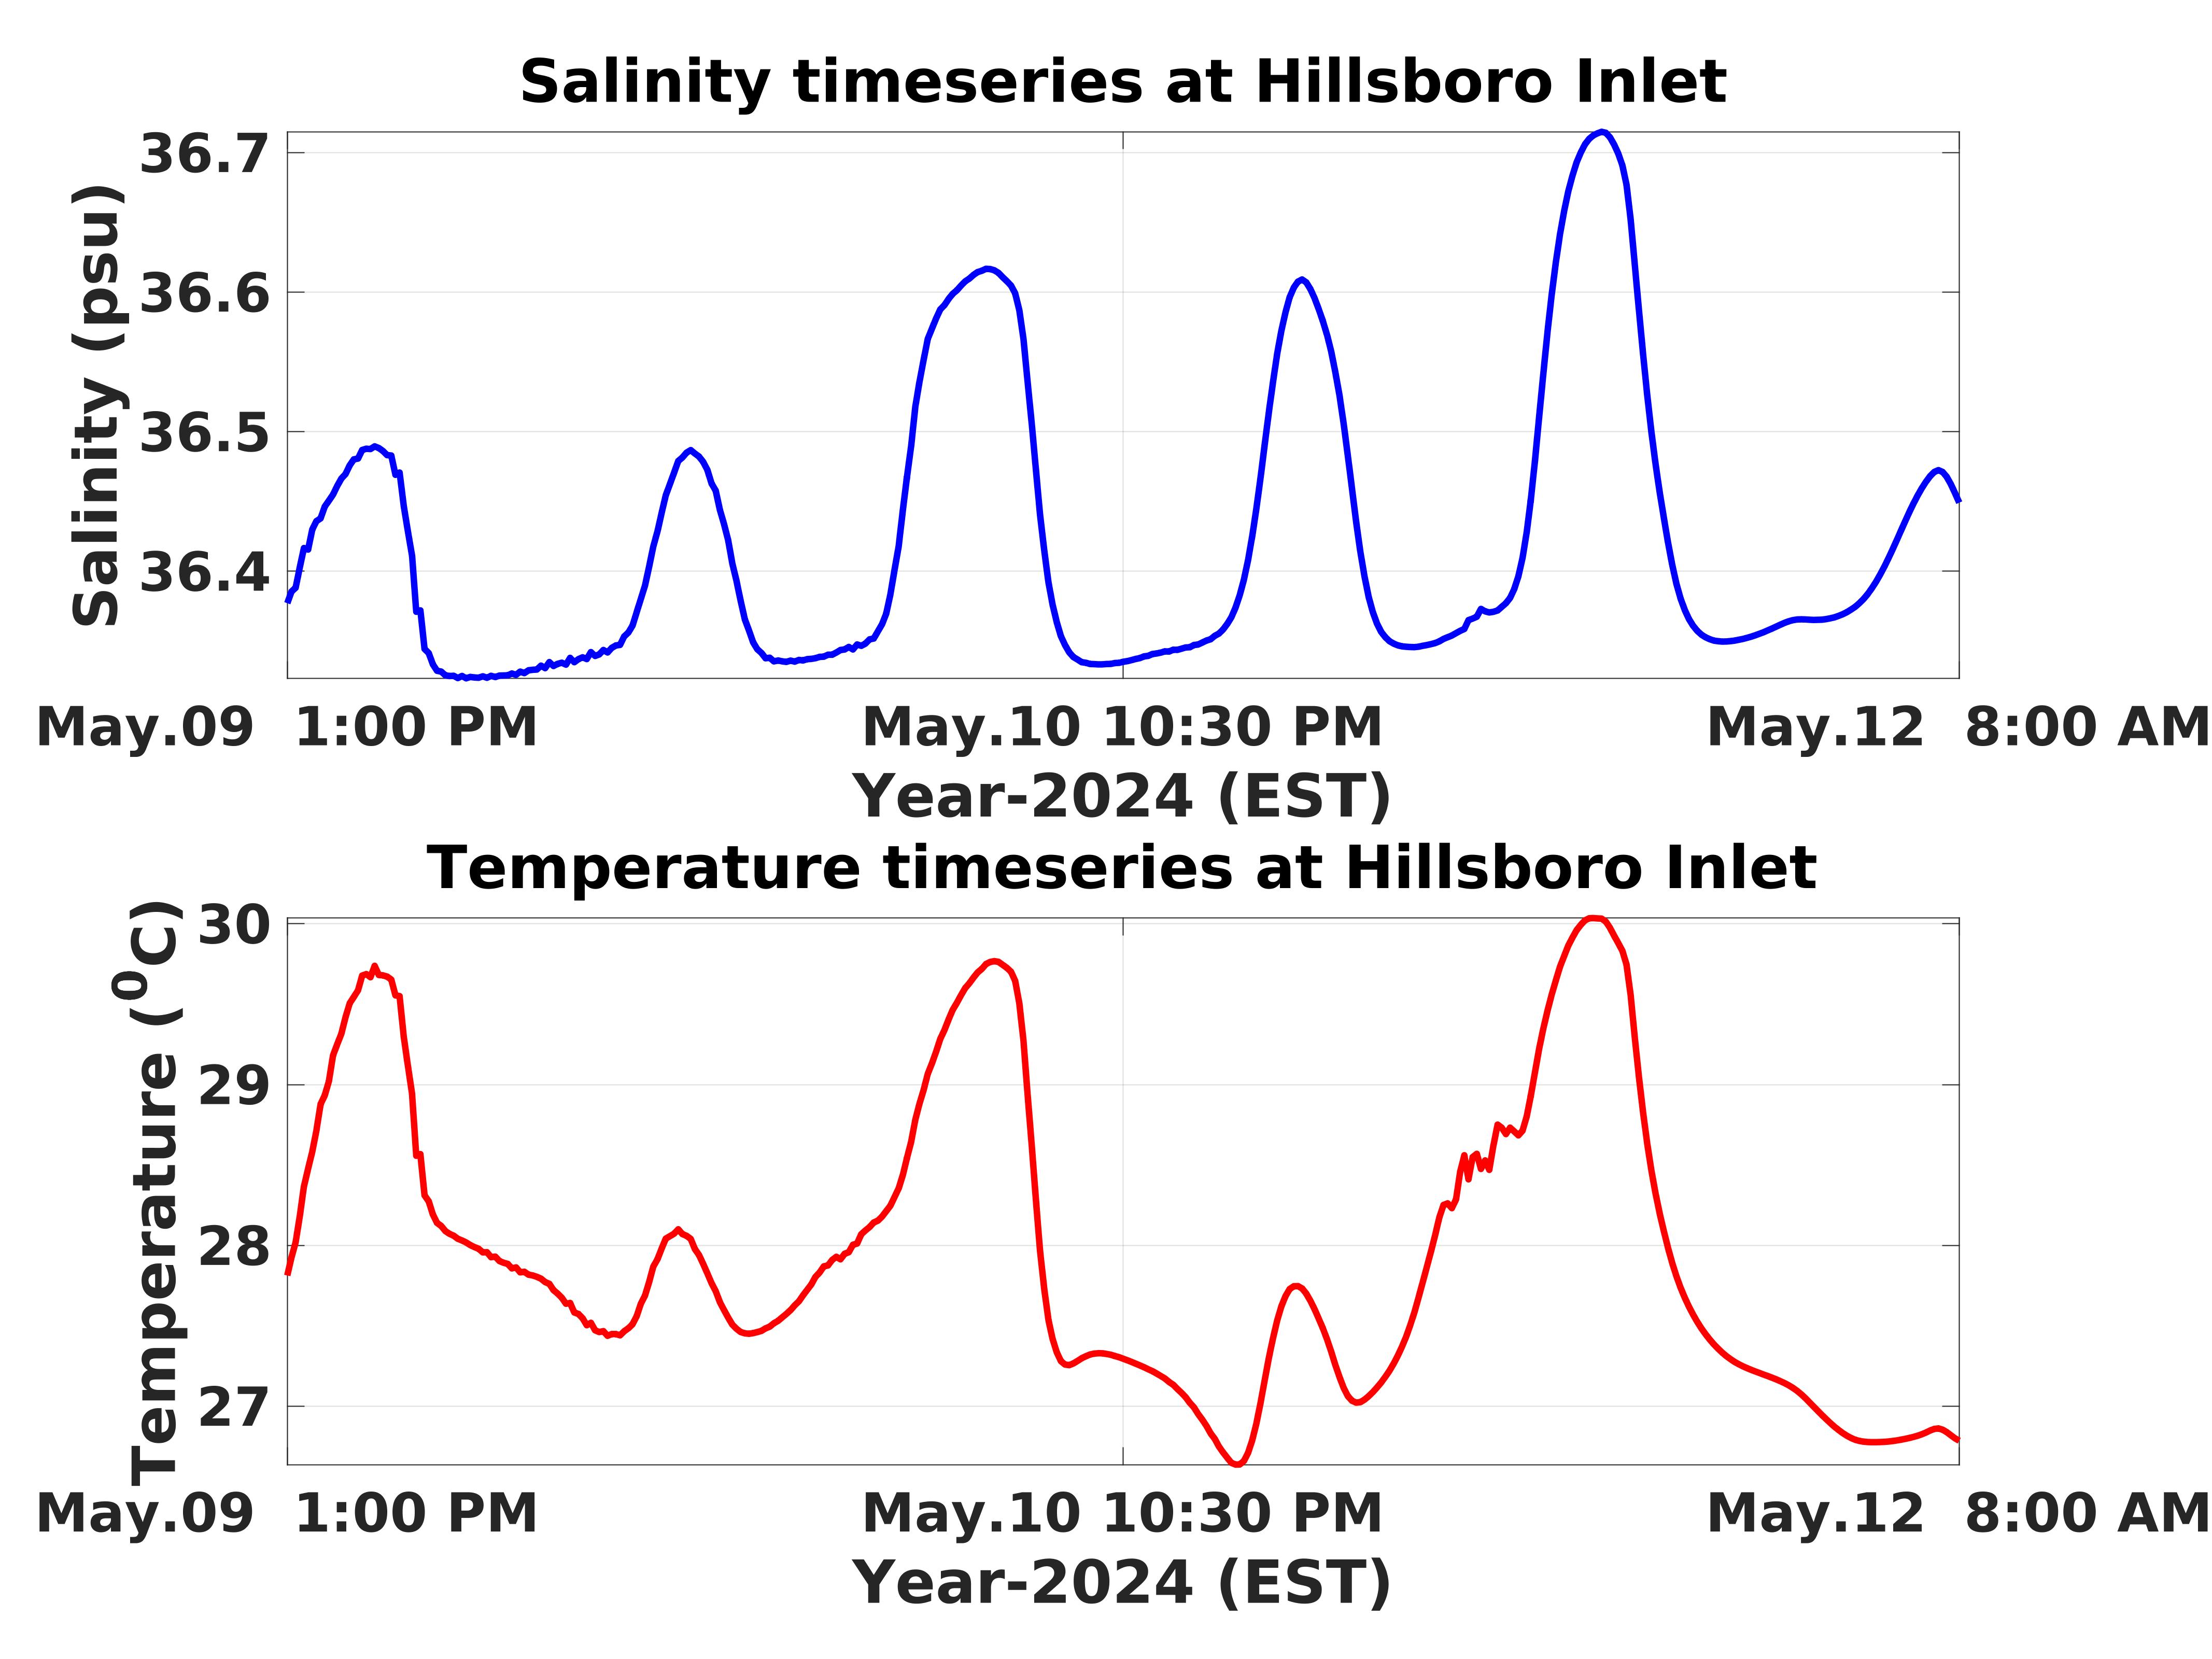 Salinity timeseries at Hillsboro Inlet
Salinity (psu)
36.7
36.6
36.5
36.4
May.09  1:00 PM
May.10 10:30 PM
May.12  8:00 AM
Year-2024 (EST)
Temperature timeseries at Hillsboro Inlet
Temperature (⁰C)
30
29
28
27
May.09  1:00 PM
May.10 10:30 PM
May.12  8:00 AM
Year-2024 (EST)